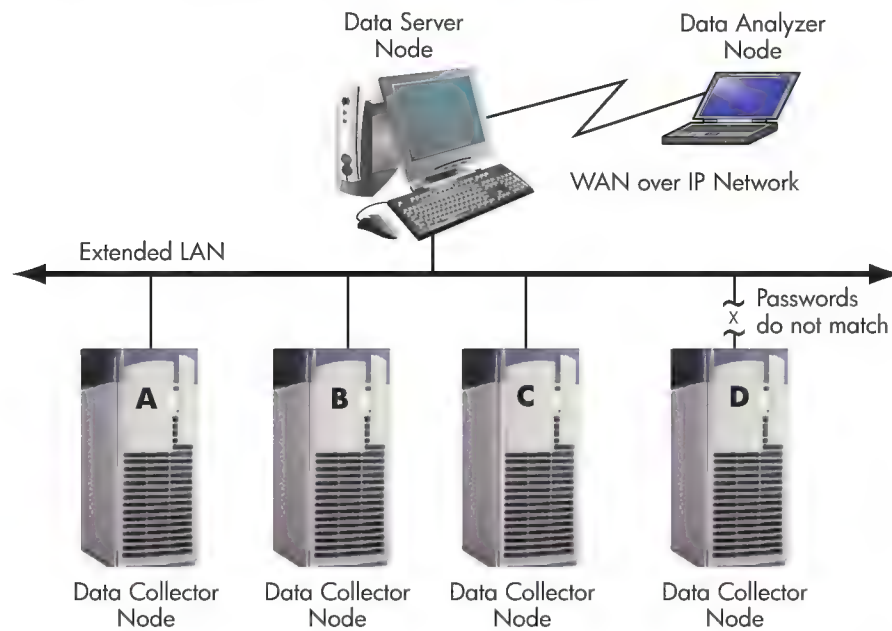 Data Server
Node
Data Analyzer
Node
WAN over IP Network
Extended LAN
X
Passwords
do not match
A
B
C
D
Data Collector
Node
Data Collector
Node
Data Collector
Node
Data Collector
Node